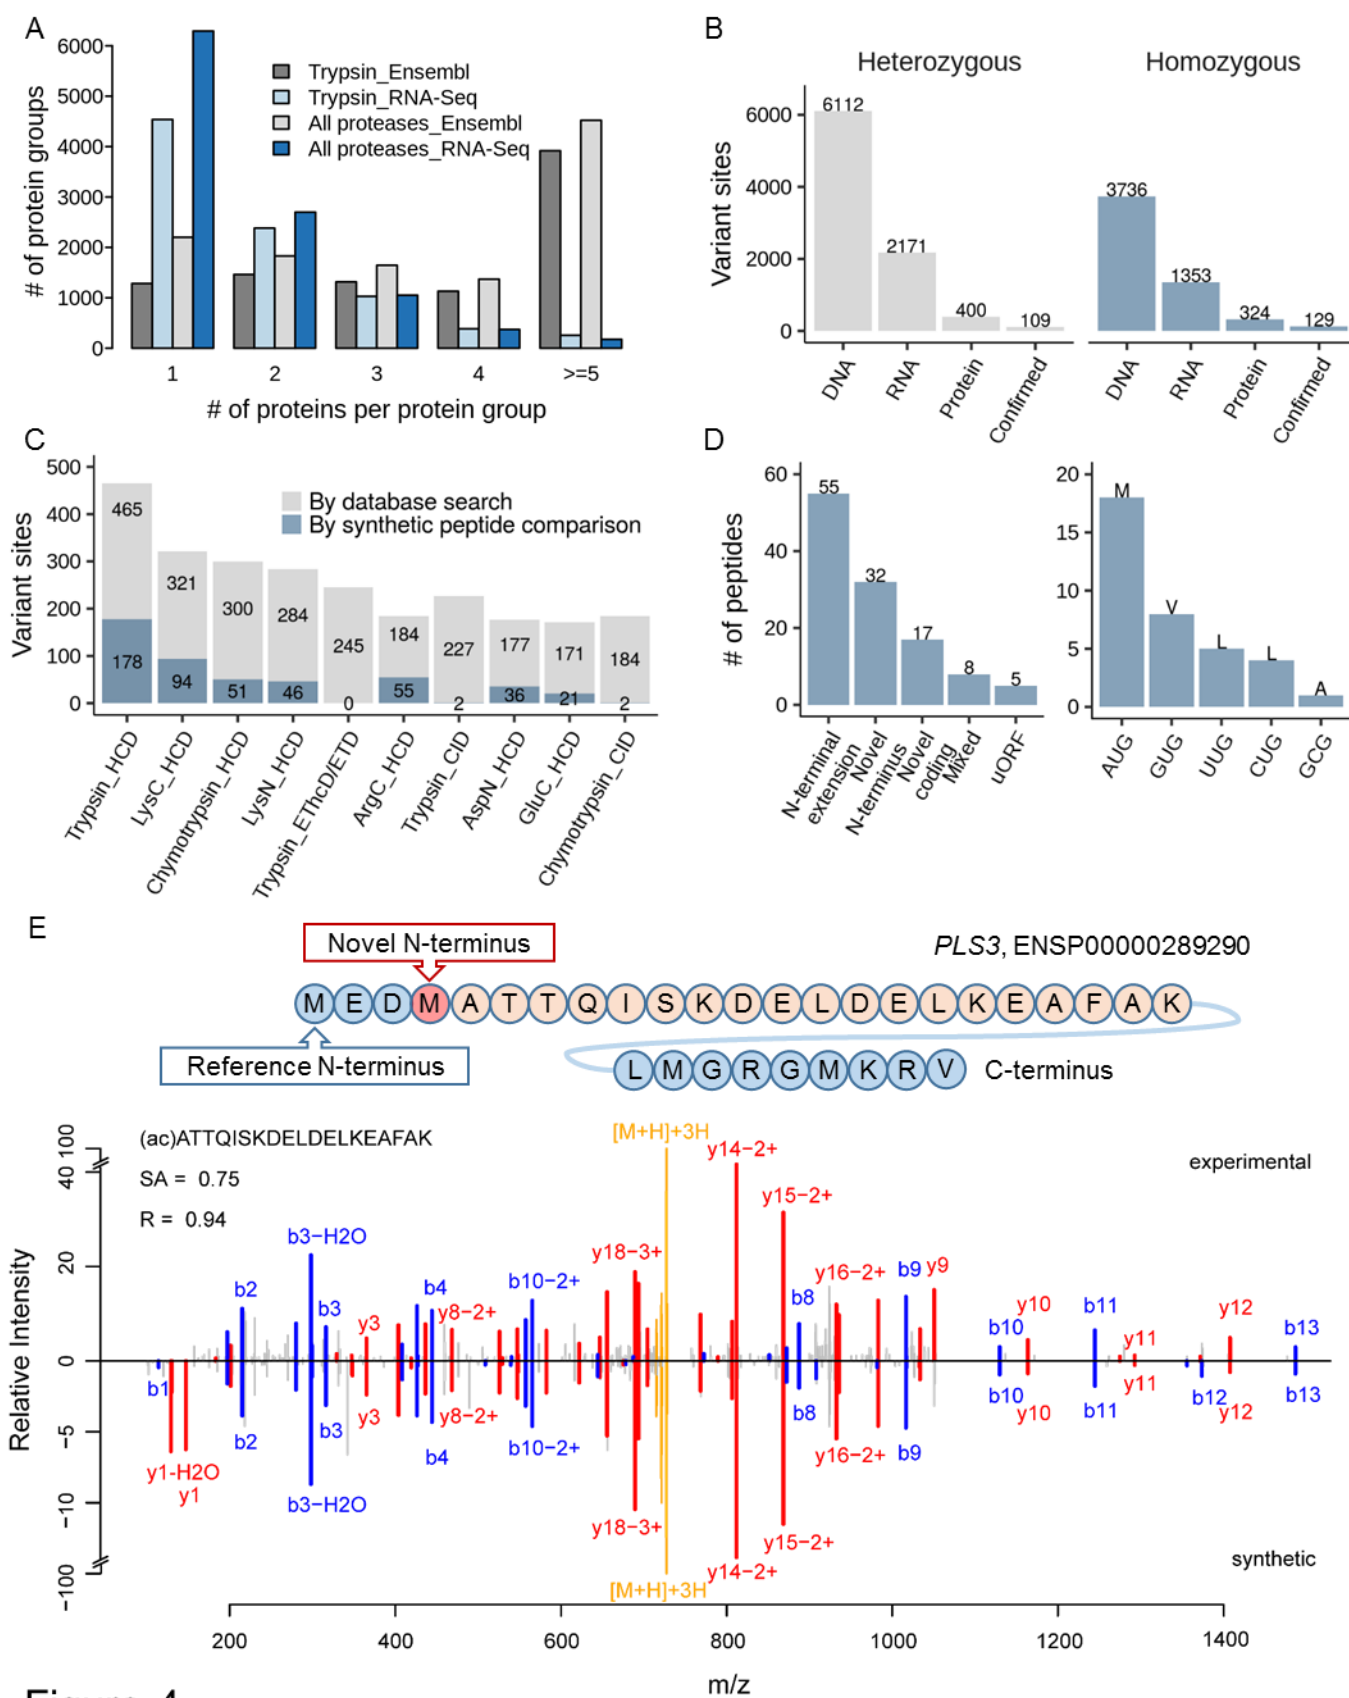 A
# of protein groups
6000
5000
4000
3000
2000
1000
0
Trypsin_Ensembl
Trypsin_RNA-Seq
All proteases_Ensembl
All proteases_RNA-Seq
1 2 3 4 >=5
# of proteins per protein group
B
Heterozygous Homozygous
Variant sites
6000
4000
2000
0
6112
2171
400
109
3736
1353
324
129
DNA RNA Protein Confirmed
DNA RNA Protein Confirmed
C
Variant sites
500
400
300
200
100
0
By database search
By synthetic peptide comparison
465 321 300 284 245 184 227 177 171 184
178 94 51 46 0 55 2 36 21 2
Trypsin_HCD
LysC_HCD
Chymotrypsin_HCD
LysN_HCD
Trypsin_EThcD/ETD
ArgC_HCD
Trypsin_CID
AspN_HCD
GluC_HCD
Chymotrypsin_CID
D
# of peptides
60
40
20
0
55
32
17
8
5
N-terminal extension
Novel N-terminus
Novel coding
Mixed
uORF
20
15
10
5
0
M
V
L
L
A
AUG GUG UUG CUG GCG
E
Novel N-terminus
PLS3, ENSP00000289290
M E D M A T T Q I S K D E L D E L K E A F A K
Reference N-terminus
L M G R G M K R V
C-terminus
(ac)ATTQISKDELDELKEAFAK
SA = 0.75
R = 0.94
experimental
synthetic
Relative Intensity
100
40
20
0
−5
−10
−100
[M+H]+3H
y14−2+
y15−2+
b3−H2O
y18−3+
y16−2+
b9
y9
b2
b3
y3
b4
y8−2+
b10−2+
b8
b10
y10
b11
y11
y12
b13
b1
y1-H2O
y1
b2
b3
b3−H2O
y3
b4
y8−2+
b10−2+
y18−3+
[M+H]+3H
y14−2+
y15−2+
b8
y16−2+
b9
b10
y10
b11
y11
b12
y12
b13
200 400 600 800 1000 1200 1400
m/z